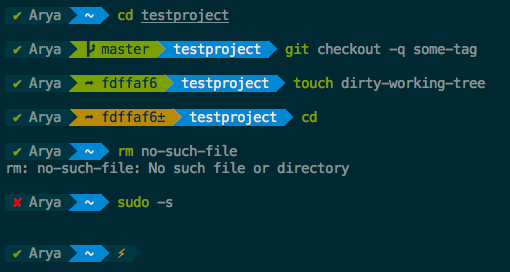 ✔ Arya ~ cd testproject
✔ Arya master testproject git checkout -q some-tag
✔ Arya ➦ fdffaf6 testproject touch dirty-working-tree
✔ Arya ➦ fdffaf6± testproject cd
✔ Arya ~ rm no-such-file
rm: no-such-file: No such file or directory
✘ Arya ~ sudo -s
✔ Arya ~ ⚡